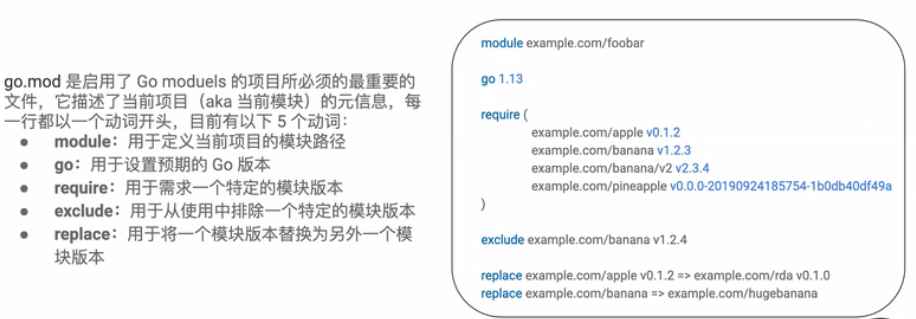 go.mod 是启用了 Go moduels 的项目所必须的最重要的
文件，它描述了当前项目（aka 当前模块）的元信息，每
一行都以一个动词开头，目前有以下 5 个动词：
● module：用于定义当前项目的模块路径
● go：用于设置预期的 Go 版本
● require：用于需求一个特定的模块版本
● exclude：用于从使用中排除一个特定的模块版本
● replace：用于将一个模块版本替换为另外一个模
块版本
module example.com/foobar
go 1.13
require (
example.com/apple v0.1.2
example.com/banana v1.2.3
example.com/banana/v2 v2.3.4
example.com/pineapple v0.0.0-20190924185754-1b0db40df49a
)
exclude example.com/banana v1.2.4
replace example.com/apple v0.1.2 => example.com/rda v0.1.0
replace example.com/banana => example.com/hugebanana